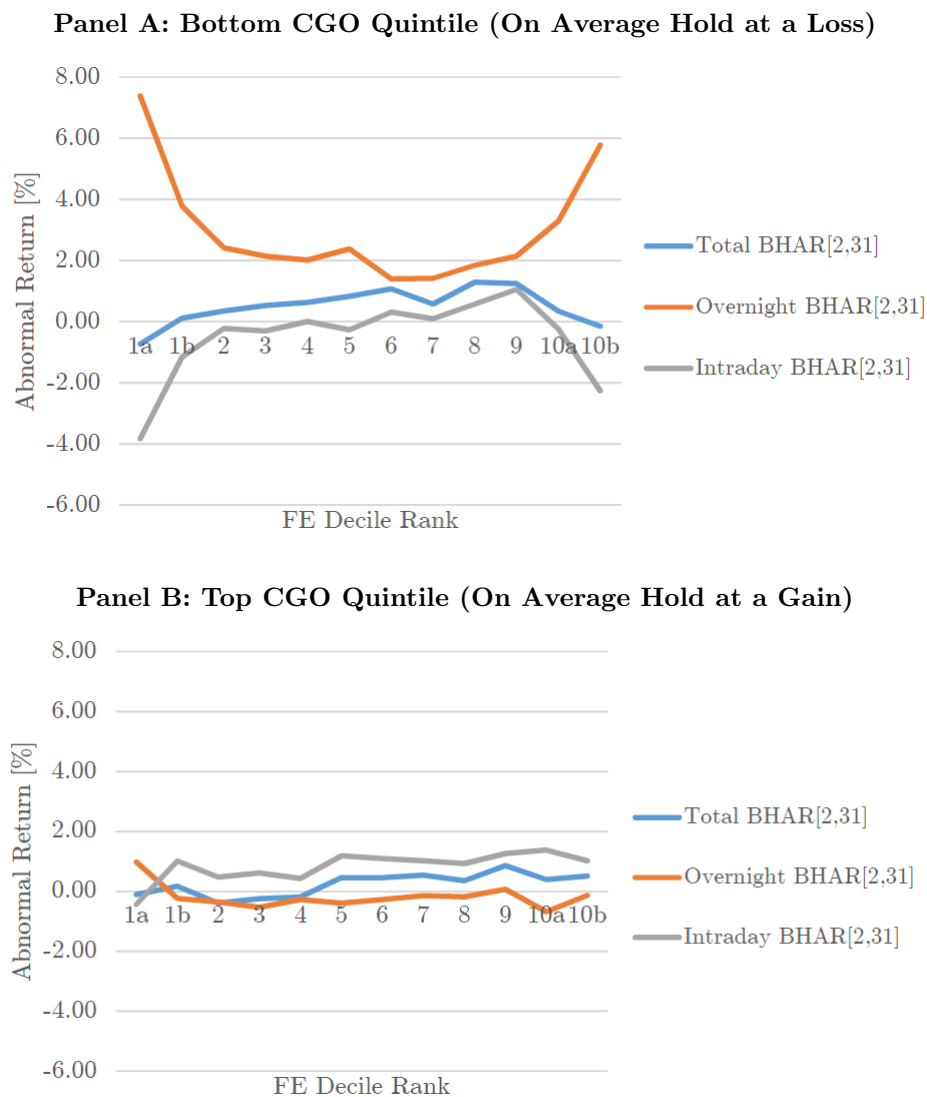 Panel A: Bottom CGO Quintile (On Average Hold at a Loss)
8.00
6.00
4.00
2.00
0.00
-2.00
-4.00
-6.00
Abnormal Return [%]
1a 1b 2 3 4 5 6 7 8 9 10a 10b
FE Decile Rank
Total BHAR[2,31]
Overnight BHAR[2,31]
Intraday BHAR[2,31]
Panel B: Top CGO Quintile (On Average Hold at a Gain)
8.00
6.00
4.00
2.00
0.00
-2.00
-4.00
-6.00
Abnormal Return [%]
1a 1b 2 3 4 5 6 7 8 9 10a 10b
FE Decile Rank
Total BHAR[2,31]
Overnight BHAR[2,31]
Intraday BHAR[2,31]